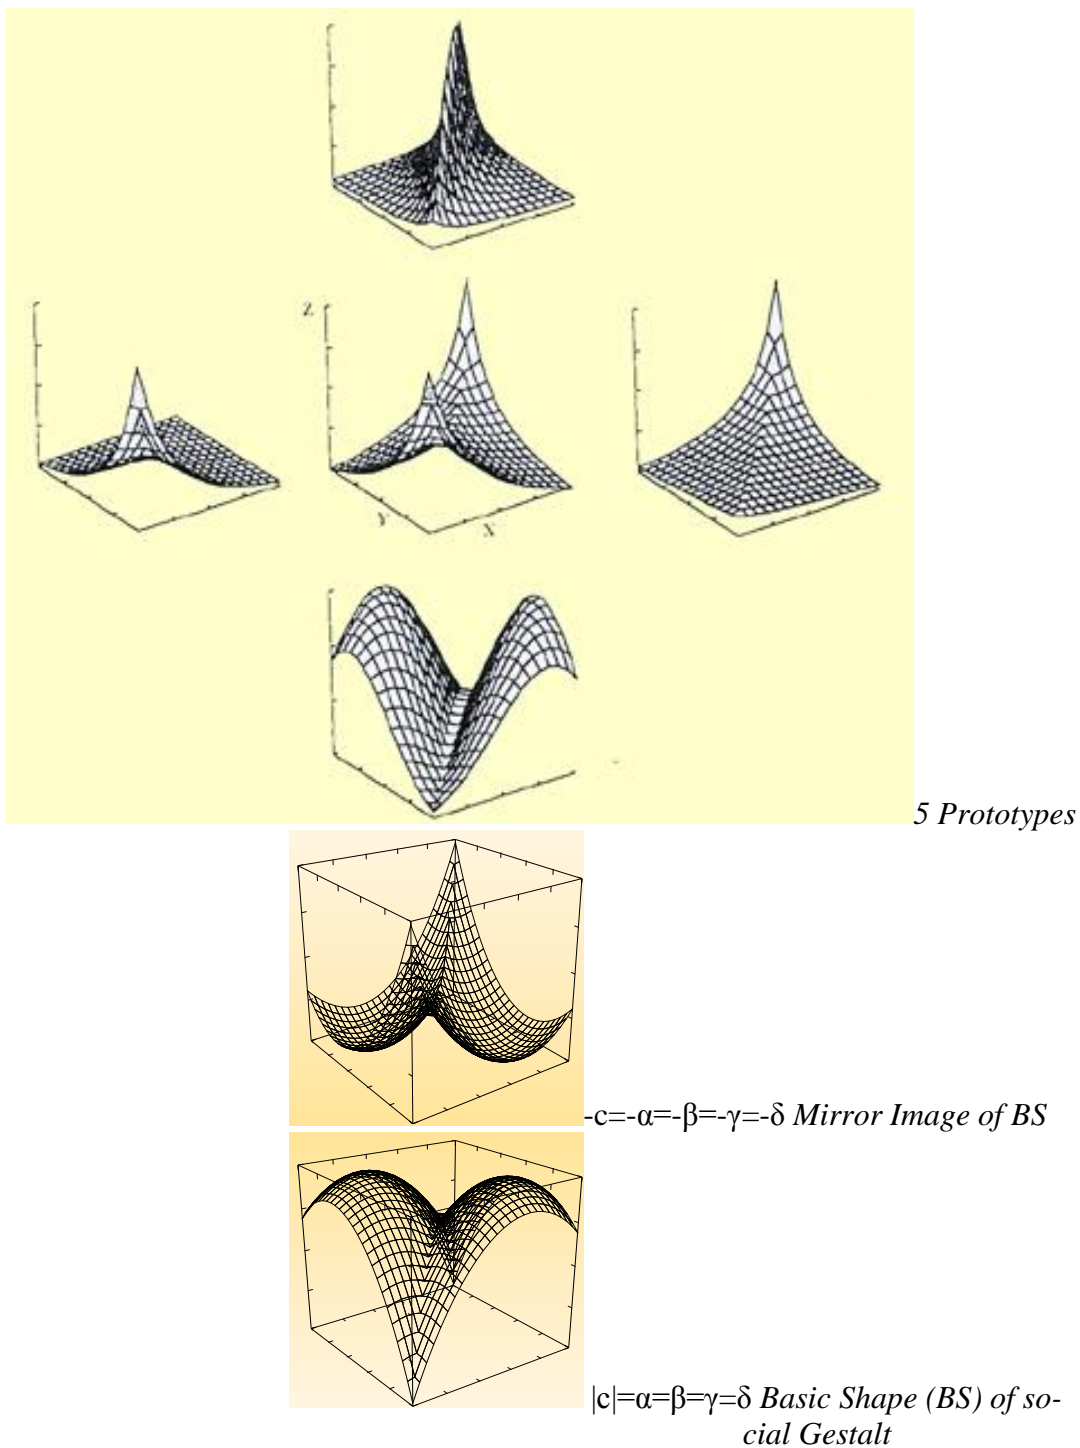 Z
Y
X
5 Prototypes
-c=-α=-β=-γ=-δ Mirror Image of BS
|c|=α=β=γ=δ Basic Shape (BS) of so-
cial Gestalt